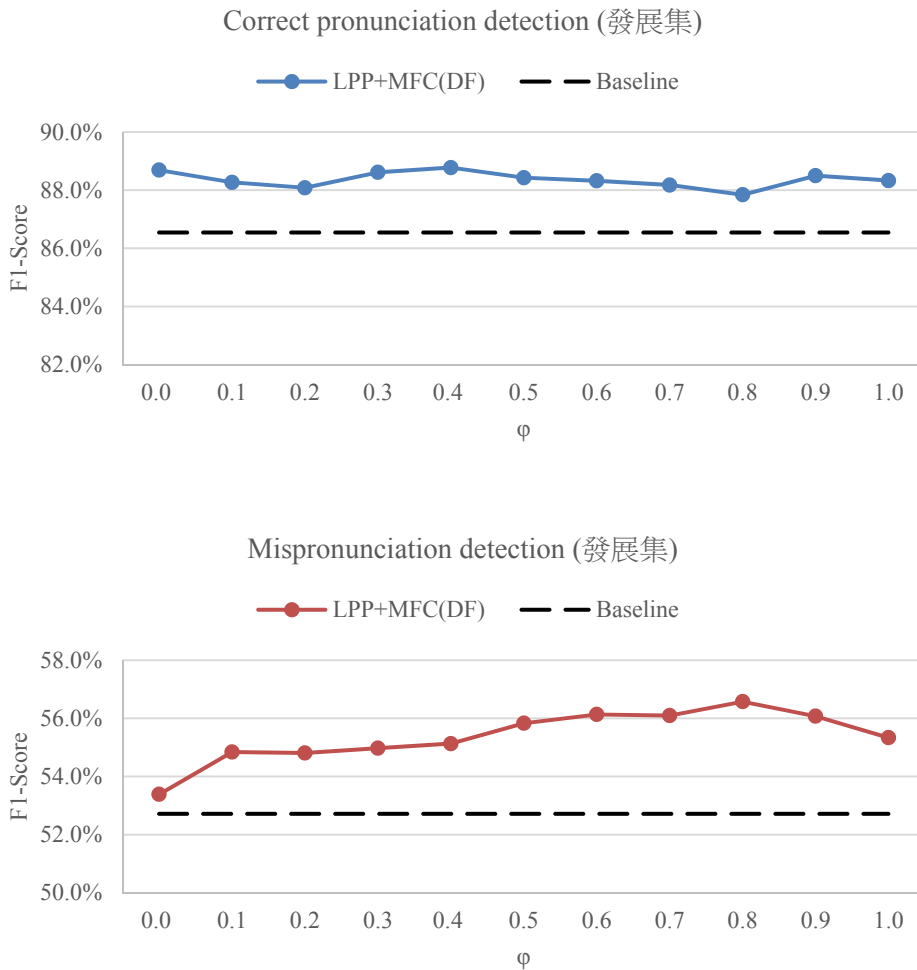 Correct pronunciation detection (發展集)
LPP+MFC(DF) Baseline
90.0%
88.0%
86.0%
84.0%
82.0%
F1-Score
0.0 0.1 0.2 0.3 0.4 0.5 0.6 0.7 0.8 0.9 1.0
φ
Mispronunciation detection (發展集)
LPP+MFC(DF) Baseline
58.0%
56.0%
54.0%
52.0%
50.0%
F1-Score
0.0 0.1 0.2 0.3 0.4 0.5 0.6 0.7 0.8 0.9 1.0
φ